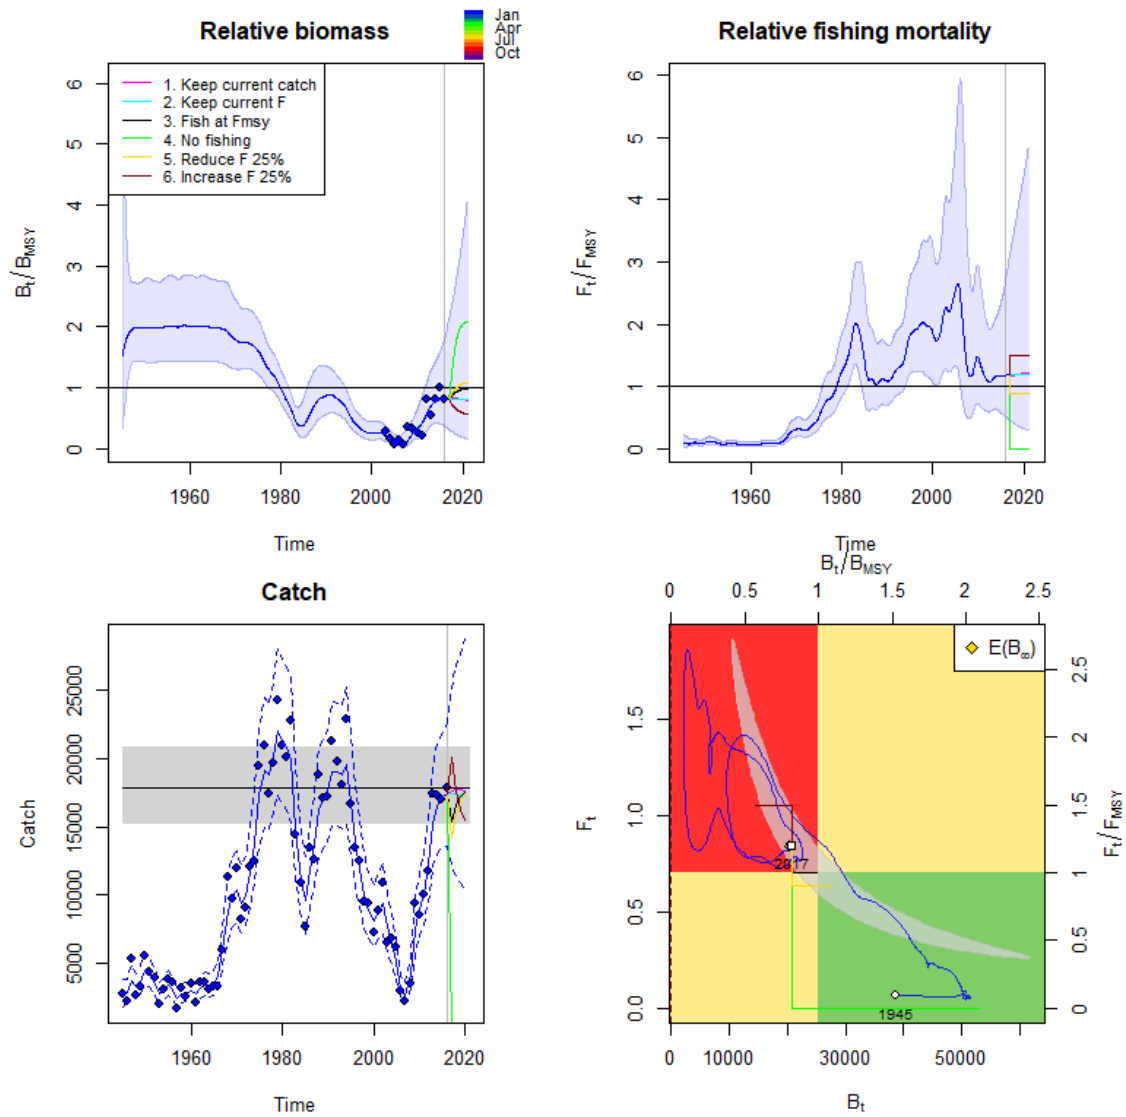 Relative biomass
Jan
Apr
Jul
Oct
1. Keep current catch
2. Keep current F
3. Fish at Fmsy
4. No fishing
5. Reduce F 25%
6. Increase F 25%
Bt/BMSY
0 1 2 3 4 5 6
1960 1980 2000 2020
Time
Relative fishing mortality
Ft/FMSY
0 1 2 3 4 5 6
1960 1980 2000 2020
Time
Catch
Catch
5000 10000 15000 20000 25000
1960 1980 2000 2020
Time
Bt/BMSY
0 0.5 1 1.5 2 2.5
E(B∞)
2017
1945
Ft
0.0 0.5 1.0 1.5
Ft/FMSY
0 0.5 1 1.5 2 2.5
0 10000 30000 50000
Bt